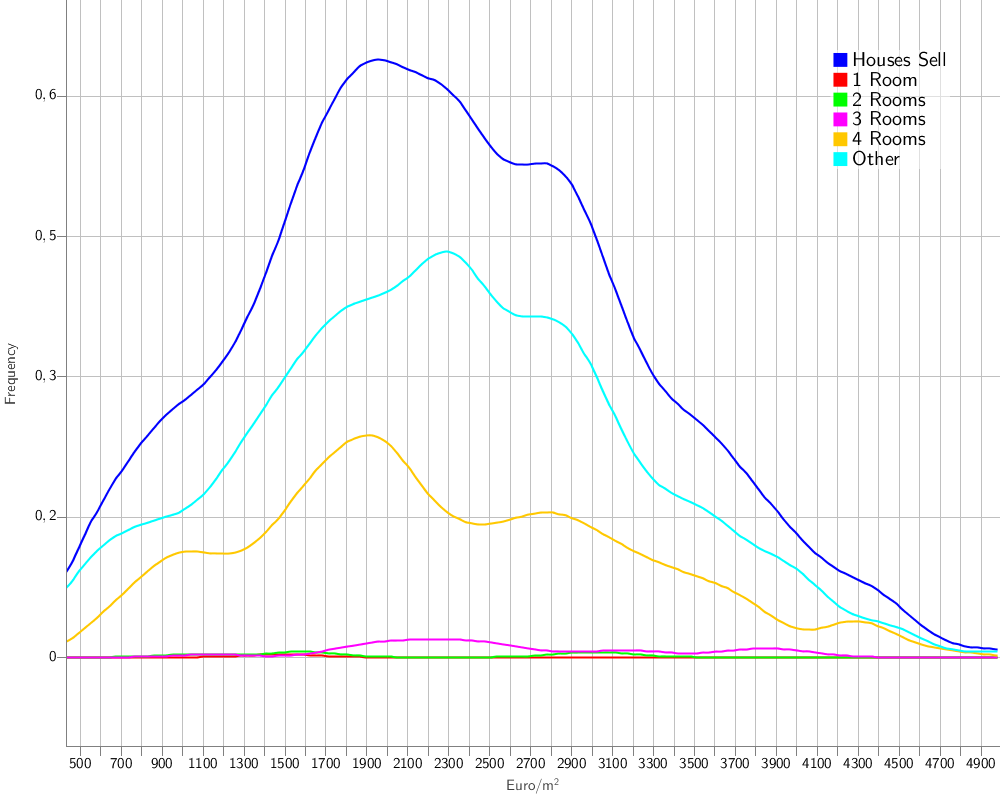 Houses Sell
1 Room
2 Rooms
3 Rooms
4 Rooms
Other
0, 6
0, 5
0, 3
0, 2
0
Frequency
500 700 900 1100 1300 1500 1700 1900 2100 2300 2500 2700 2900 3100 3300 3500 3700 3900 4100 4300 4500 4700 4900
Euro/m²